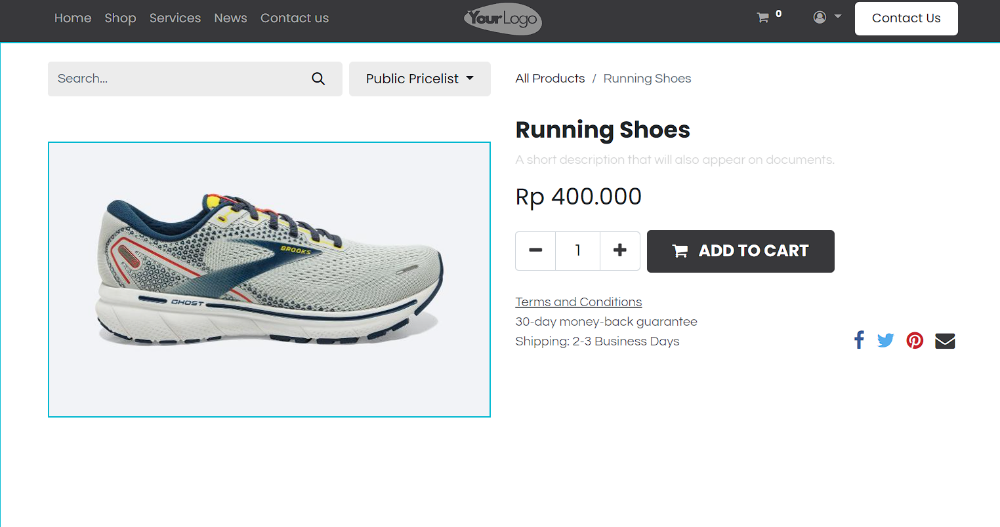 Home Shop Services News Contact us
YourLogo
0
Contact Us
Search...
Public Pricelist
All Products / Running Shoes
Running Shoes
A short description that will also appear on documents.
Rp 400.000
1
ADD TO CART
BROOKS
GHOST
Terms and Conditions
30-day money-back guarantee
Shipping: 2-3 Business Days